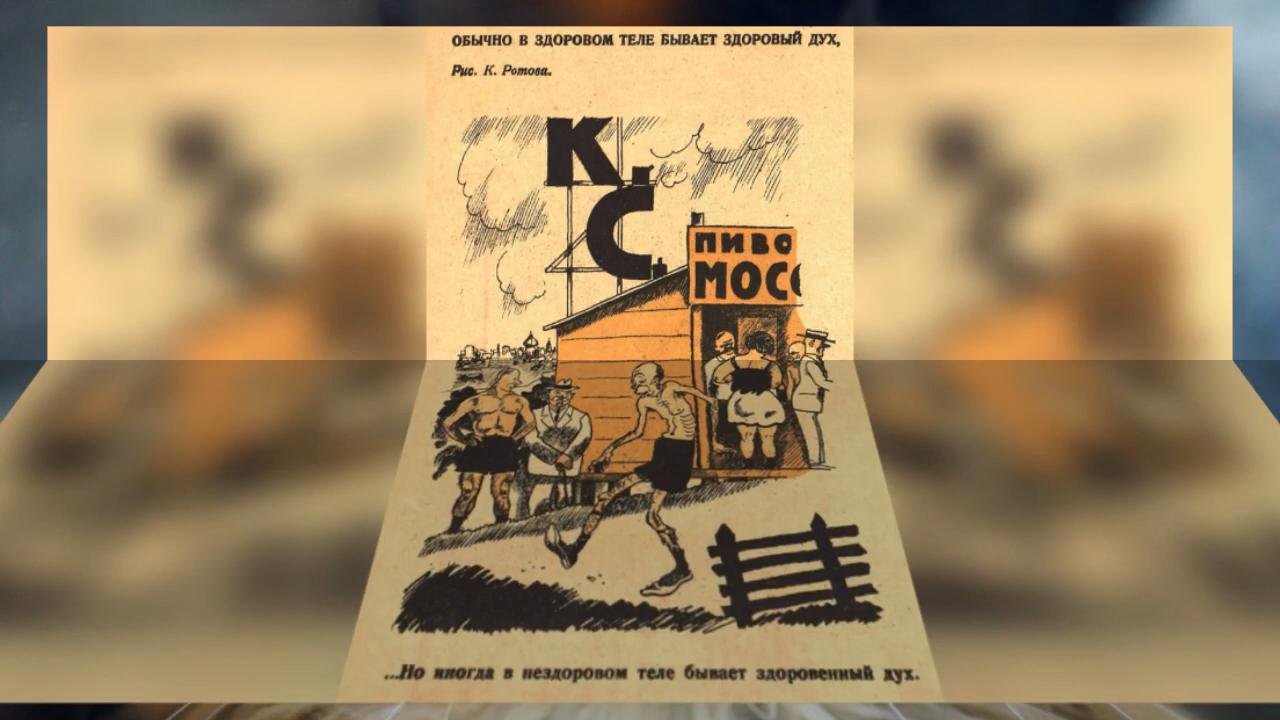 ОБЫЧНО В ЗДОРОВОМ ТЕЛЕ БЫВАЕТ ЗДОРОВЫЙ ДУХ,
Рис. К. Ротова.
К.
С.
ПИВО
МОСС
...Но иногда в нездоровом теле бывает здоровенный дух.